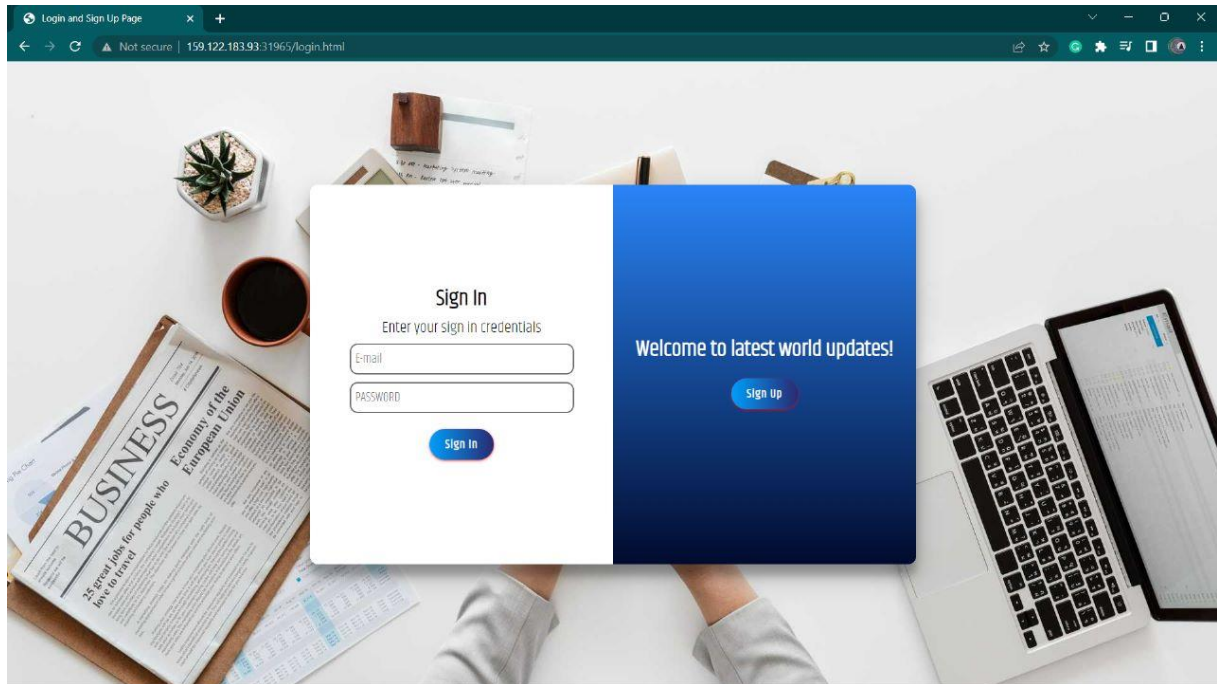 Login and Sign Up Page
Not secure | 159.122.183.93:31965/login.html
Sign In
Enter your sign in credentials
E-mail
PASSWORD
Sign In
Welcome to latest world updates!
Sign Up
BUSINESS
Economy of the
European Union
25 great jobs for people who
love to travel